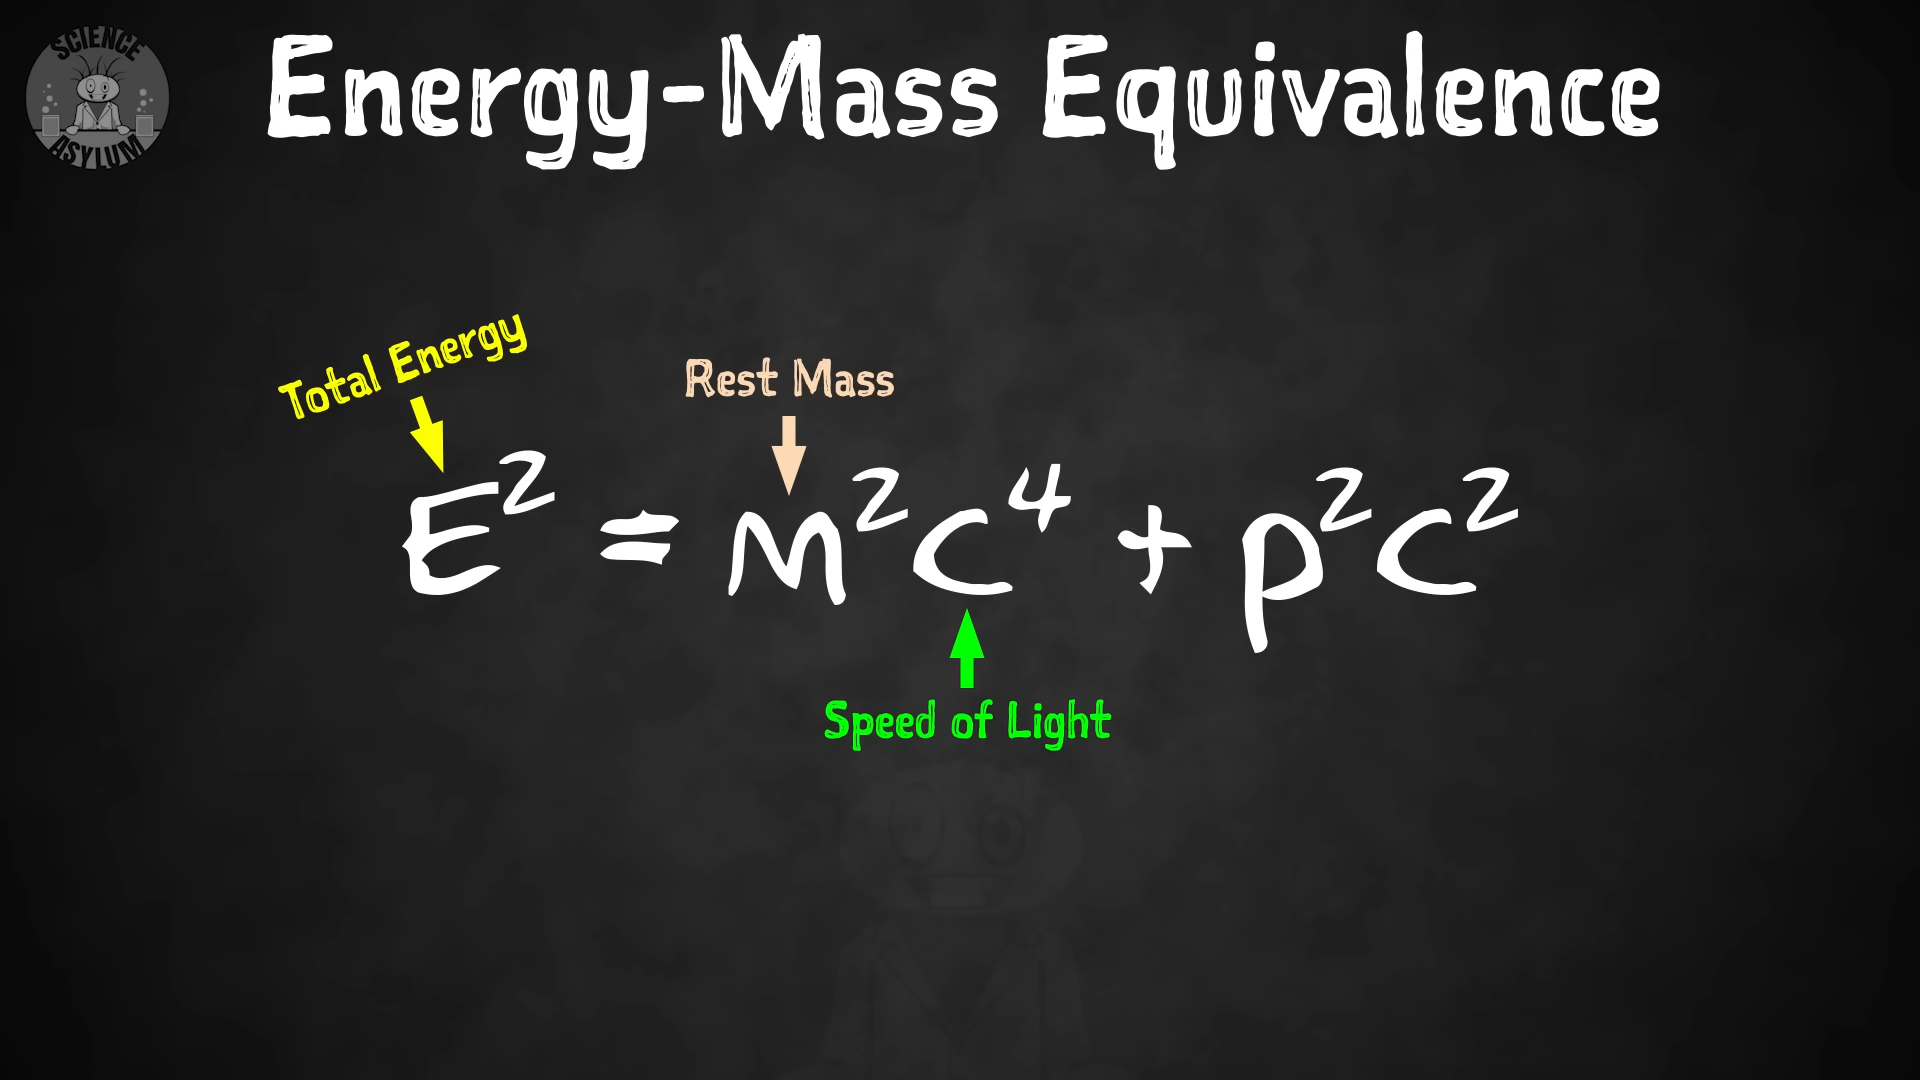 SCIENCE
ASYLUM
Energy-Mass Equivalence
Total Energy
Rest Mass
E² = m²c⁴ + p²c²
Speed of Light